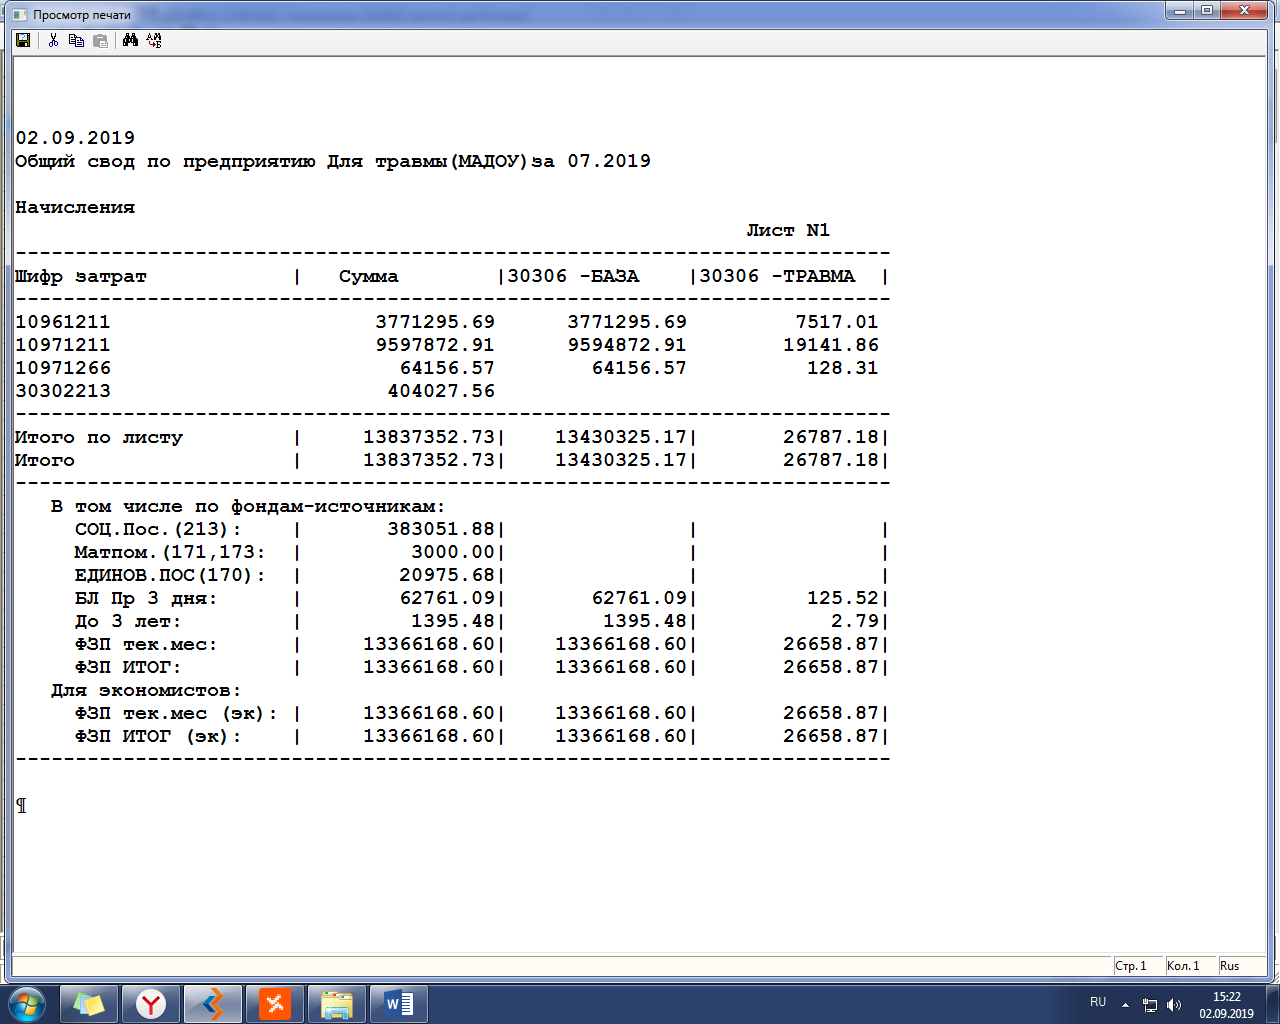 Просмотр печати
02.09.2019
Общий свод по предприятию Для травмы(МАДОУ)за 07.2019
Начисления
Лист N1
--------------------------------------------------------------------------
Шифр затрат | Сумма |30306 -БАЗА |30306 -ТРАВМА |
--------------------------------------------------------------------------
10961211 3771295.69 3771295.69 7517.01
10971211 9597872.91 9594872.91 19141.86
10971266 64156.57 64156.57 128.31
30302213 404027.56
--------------------------------------------------------------------------
Итого по листу | 13837352.73| 13430325.17| 26787.18|
Итого | 13837352.73| 13430325.17| 26787.18|
--------------------------------------------------------------------------
В том числе по фондам-источникам:
СОЦ.Пос.(213): | 383051.88| | |
Матпом.(171,173: | 3000.00| | |
ЕДИНОВ.ПОС(170): | 20975.68| | |
БЛ Пр 3 дня: | 62761.09| 62761.09| 125.52|
До 3 лет: | 1395.48| 1395.48| 2.79|
ФЗП тек.мес: | 13366168.60| 13366168.60| 26658.87|
ФЗП ИТОГ: | 13366168.60| 13366168.60| 26658.87|
Для экономистов:
ФЗП тек.мес (эк): | 13366168.60| 13366168.60| 26658.87|
ФЗП ИТОГ (эк): | 13366168.60| 13366168.60| 26658.87|
--------------------------------------------------------------------------
¶
Стр.1 Кол.1 Rus
RU 15:22
02.09.2019